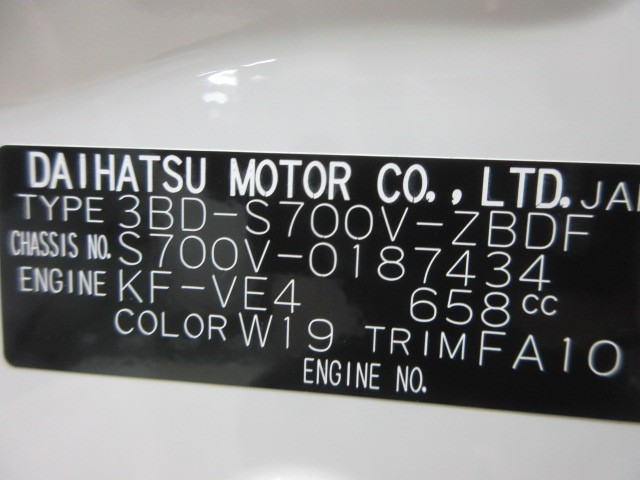 DAIHATSU MOTOR CO., LTD. JA
TYPE 3BD-S700V-ZBDF
CHASSIS NO. S700V-0187434
ENGINE KF-VE4 658cc
COLOR W19 TRIM FA10
ENGINE NO.